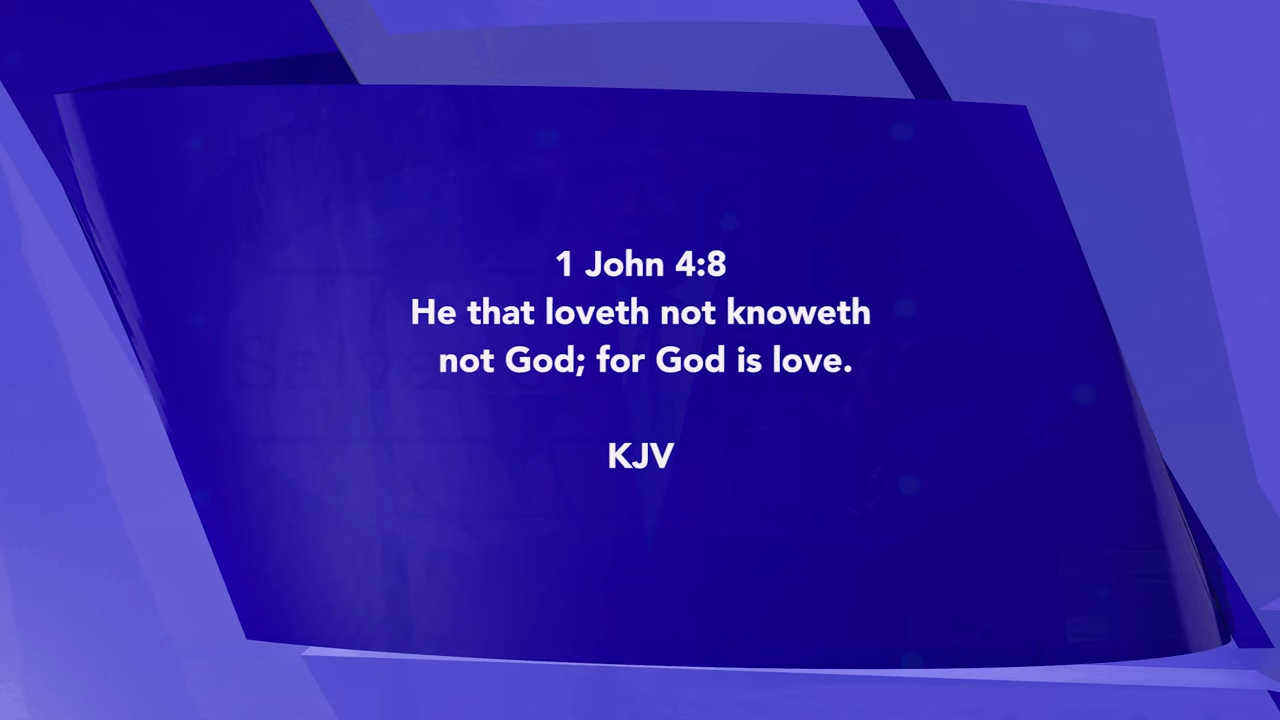 1 John 4:8
He that loveth not knoweth
not God; for God is love.
KJV